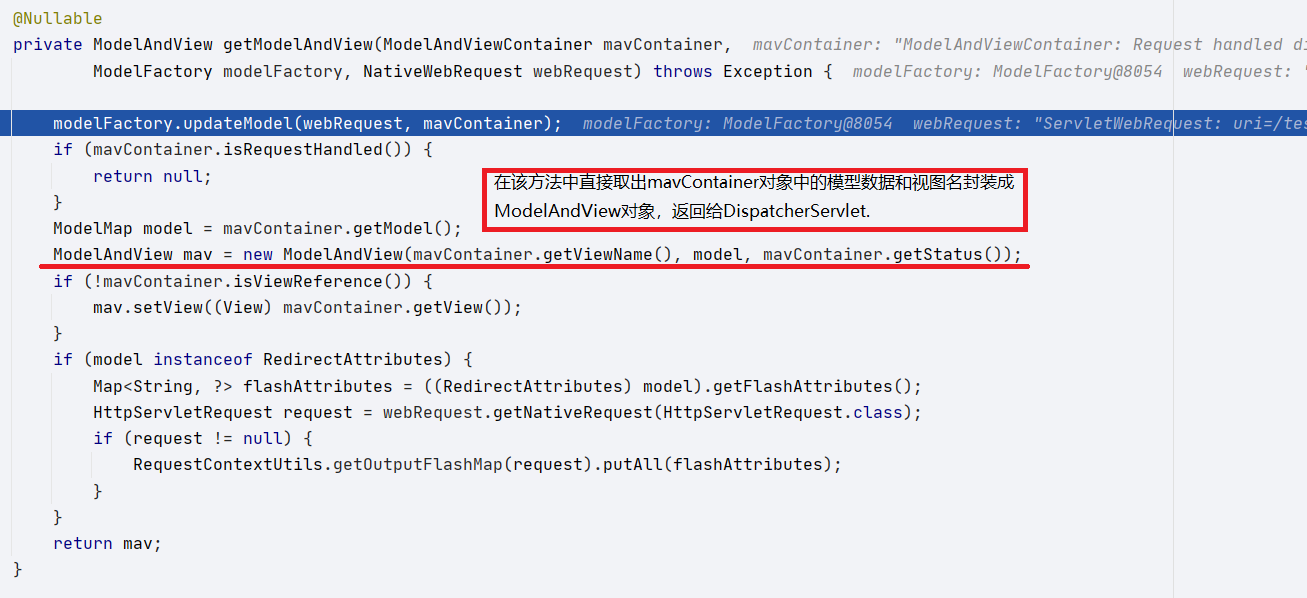 @Nullable
private ModelAndView getModelAndView(ModelAndViewContainer mavContainer,  mavContainer: "ModelAndViewContainer: Request handled di
ModelFactory modelFactory, NativeWebRequest webRequest) throws Exception {  modelFactory: ModelFactory@8054  webRequest: "
modelFactory.updateModel(webRequest, mavContainer);  modelFactory: ModelFactory@8054  webRequest: "ServletWebRequest: uri=/tes
if (mavContainer.isRequestHandled()) {
return null;
}
在该方法中直接取出mavContainer对象中的模型数据和视图名封装成
ModelAndView对象，返回给DispatcherServlet.
ModelMap model = mavContainer.getModel();
ModelAndView mav = new ModelAndView(mavContainer.getViewName(), model, mavContainer.getStatus());
if (!mavContainer.isViewReference()) {
mav.setView((View) mavContainer.getView());
}
if (model instanceof RedirectAttributes) {
Map<String, ?> flashAttributes = ((RedirectAttributes) model).getFlashAttributes();
HttpServletRequest request = webRequest.getNativeRequest(HttpServletRequest.class);
if (request != null) {
RequestContextUtils.getOutputFlashMap(request).putAll(flashAttributes);
}
}
return mav;
}